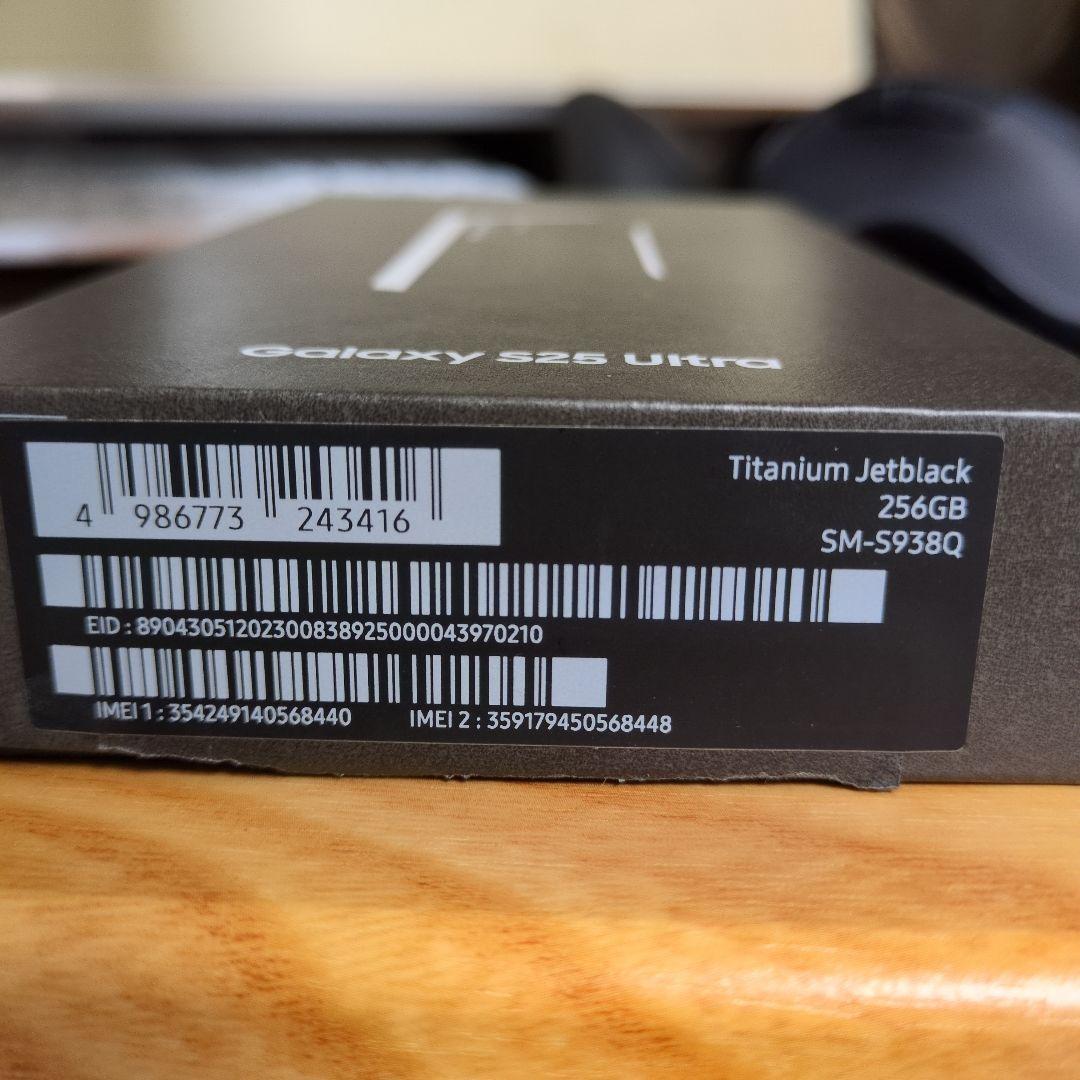 Galaxy S25 Ultra
Titanium Jetblack
256GB
SM-S938Q
4 986773 243416
EID : 89043051202300838925000043970210
IMEI 1 : 354249140568440 IMEI 2 : 359179450568448